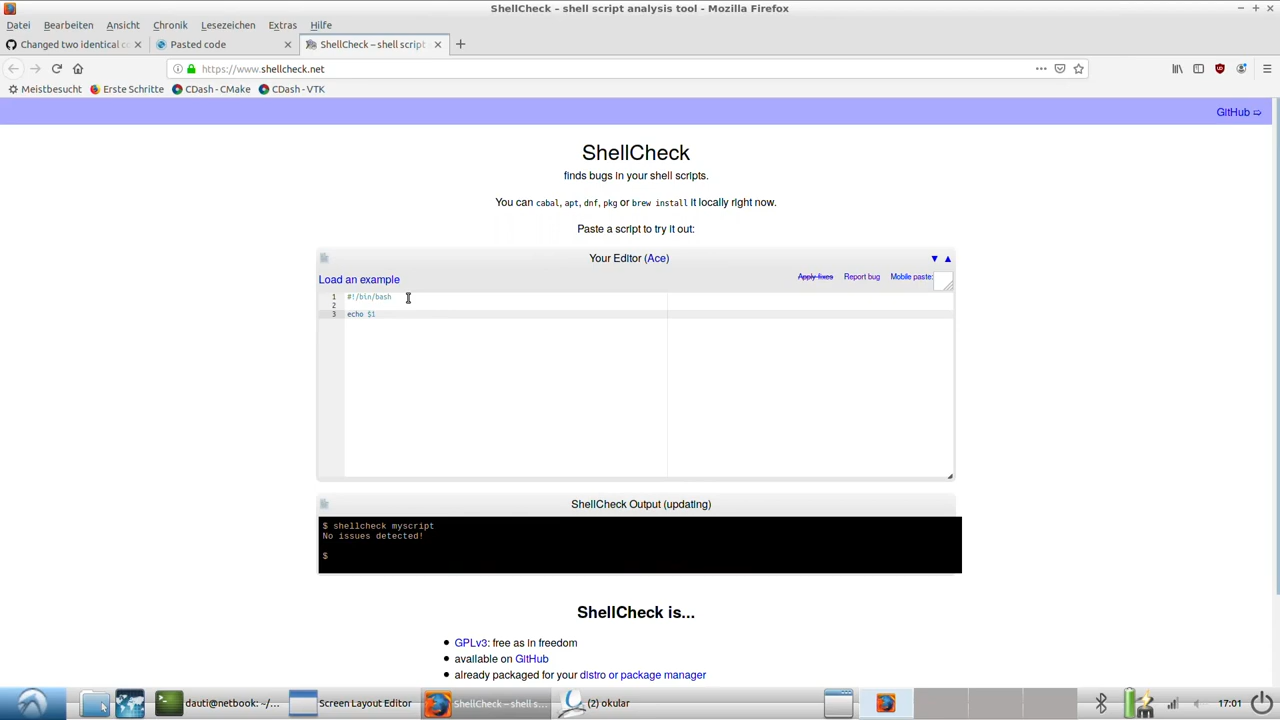 ShellCheck – shell script analysis tool - Mozilla Firefox
Datei Bearbeiten Ansicht Chronik Lesezeichen Extras Hilfe
Changed two identical c Pasted code ShellCheck – shell script
https://www.shellcheck.net
Meistbesucht Erste Schritte CDash - CMake CDash - VTK
GitHub ⇨
ShellCheck
finds bugs in your shell scripts.
You can cabal, apt, dnf, pkg or brew install it locally right now.
Paste a script to try it out:
Your Editor (Ace) ▼ ▲
Load an example Apply fixes Report bug Mobile paste:
1 #!/bin/bash
2
3 echo $1
ShellCheck Output (updating)
$ shellcheck myscript
No issues detected!
$
ShellCheck is...
• GPLv3: free as in freedom
• available on GitHub
• already packaged for your distro or package manager
dauti@netbook: ~/... Screen Layout Editor ShellCheck – shell s... (2) okular 17:01